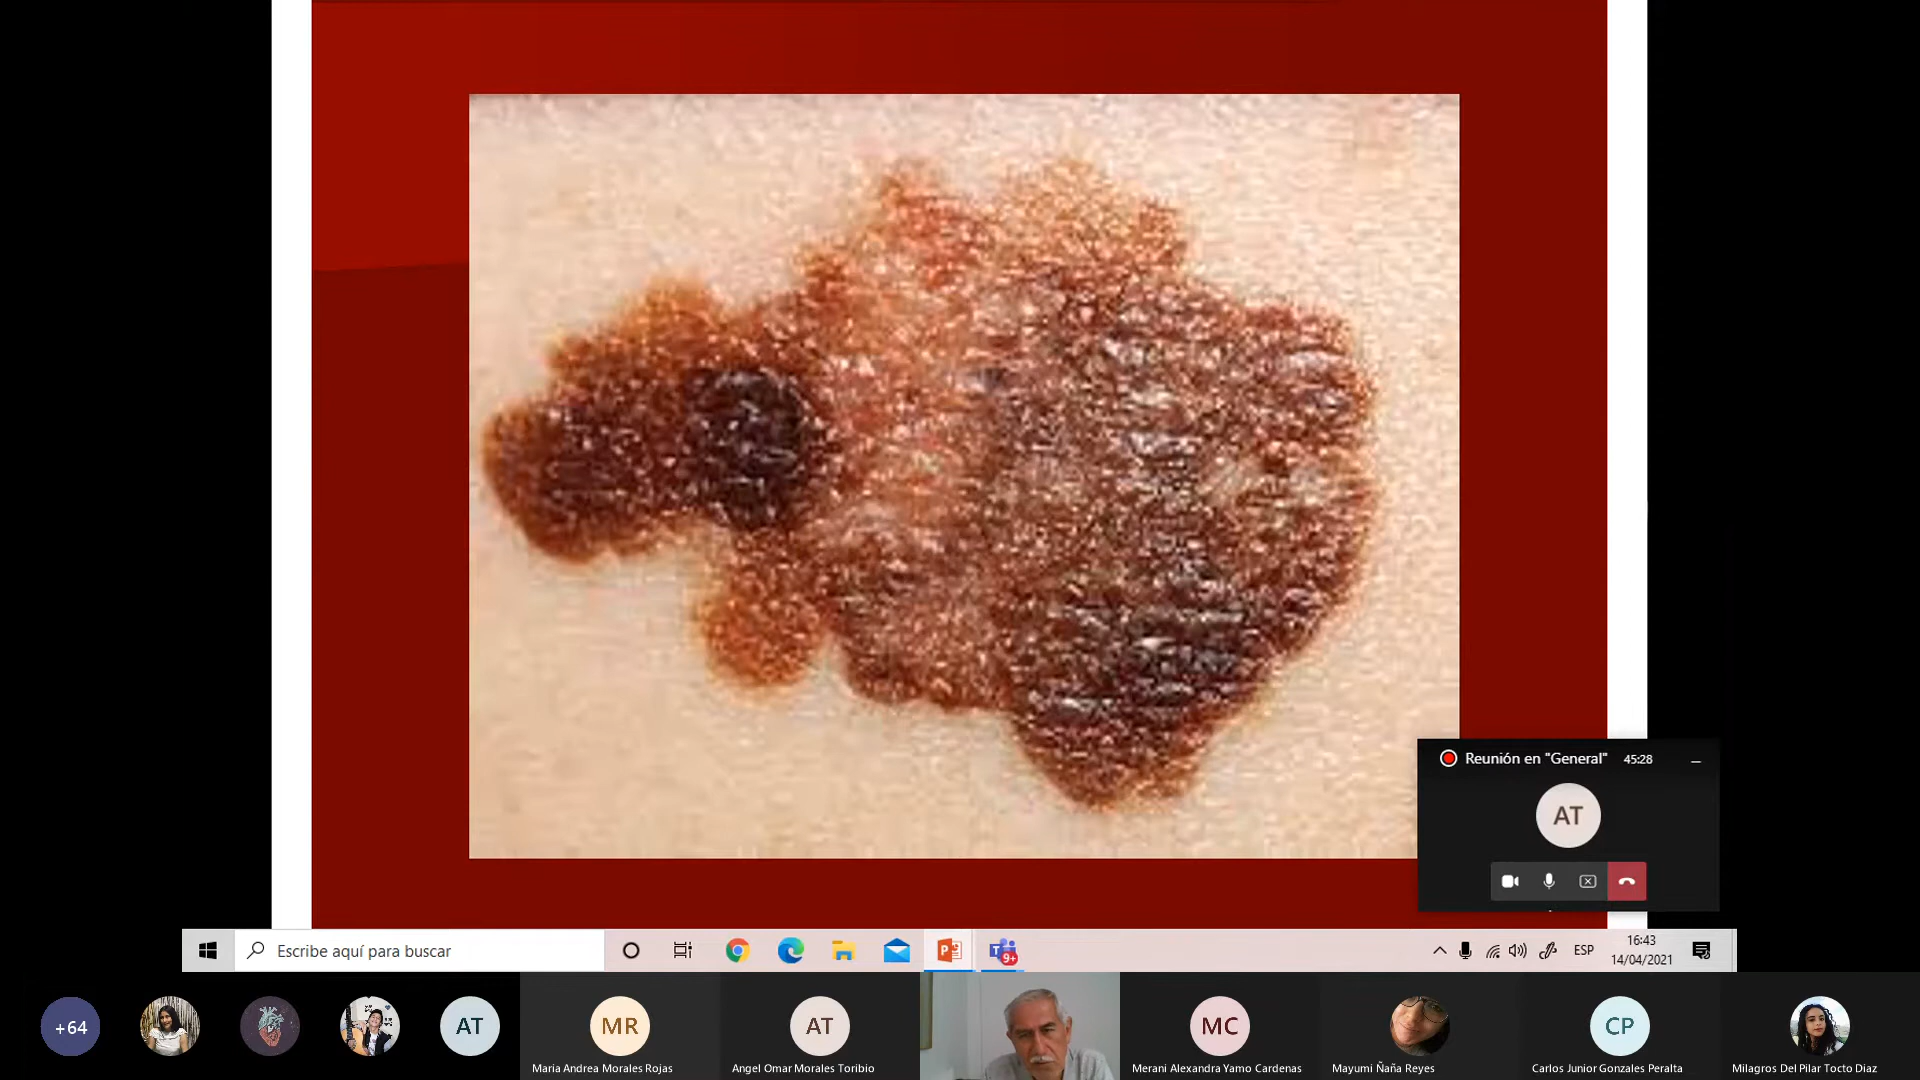 Reunión en "General" 45:28
AT
Escribe aquí para buscar
9+
ESP
16:43
14/04/2021
+64
AT
MR
AT
MC
CP
Maria Andrea Morales Rojas
Angel Omar Morales Toribio
Merani Alexandra Yamo Cardenas
Mayumi Ñaña Reyes
Carlos Junior Gonzales Peralta
Milagros Del Pilar Tocto Diaz